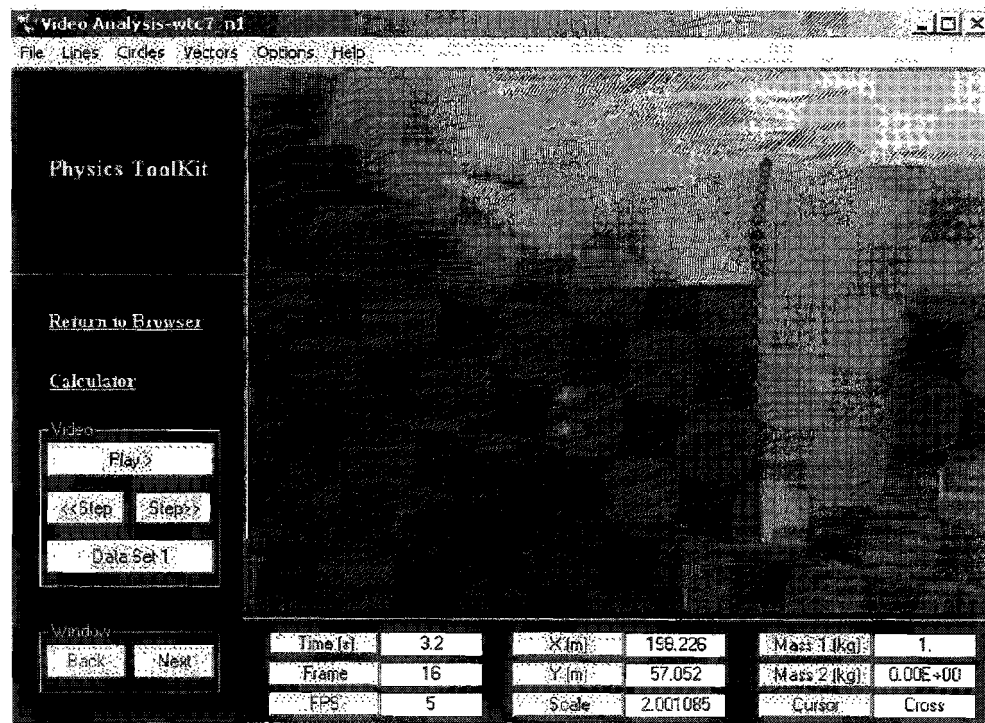 Video Analysis-wtc7_n1
File Lines Circles Vectors Options Help
Physics ToolKit
Return to Browser
Calculator
Video
Play>
<<Step Step>>
Data Set 1
Window
Back Next
Time (s) 3.2 X (m) 158.226 Mass 1 (kg) 1.
Frame 16 Y (m) 57.052 Mass 2 (kg) 0.00E+00
FPS 5 Scale 2.001085 Cursor Cross